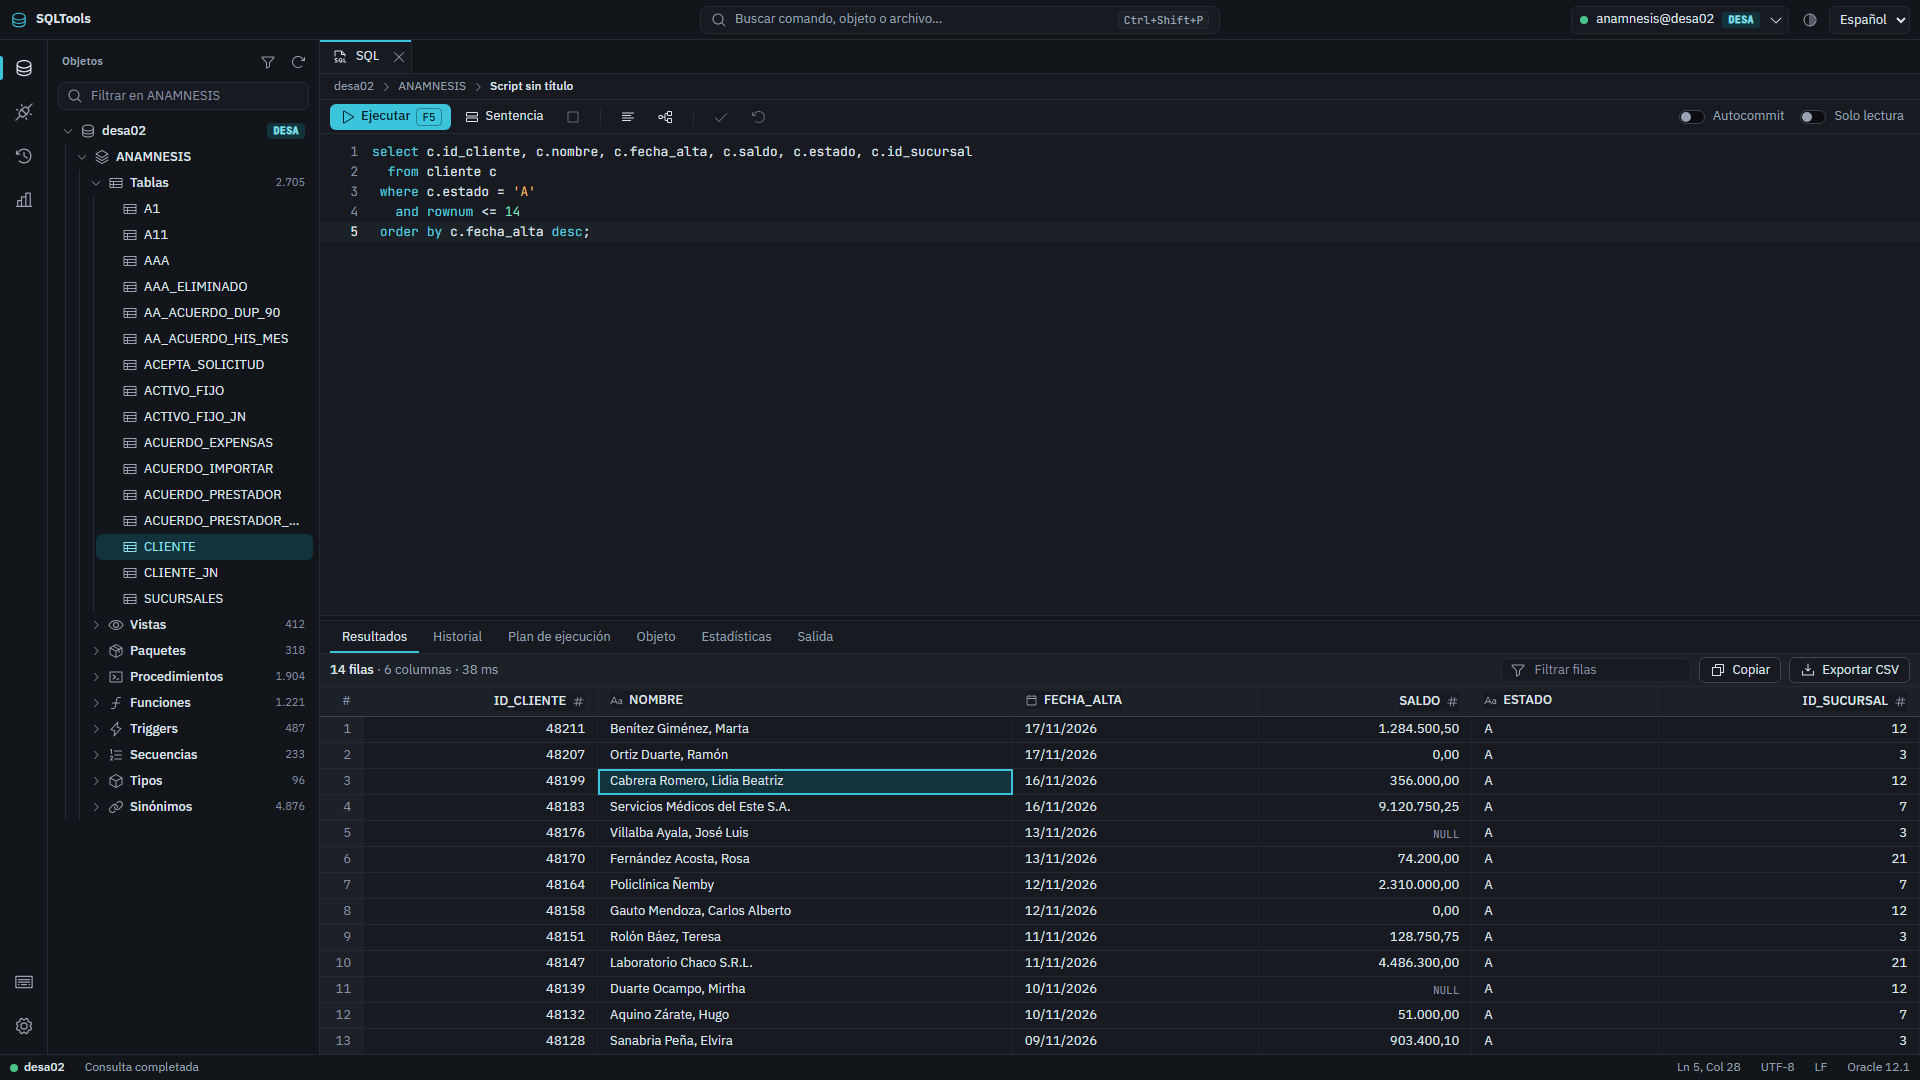 SQLTools
Buscar comando, objeto o archivo... Ctrl+Shift+P
anamnesis@desa02 DESA
Español
Objetos
Filtrar en ANAMNESIS
desa02 DESA
ANAMNESIS
Tablas 2.705
A1
A11
AAA
AAA_ELIMINADO
AA_ACUERDO_DUP_90
AA_ACUERDO_HIS_MES
ACEPTA_SOLICITUD
ACTIVO_FIJO
ACTIVO_FIJO_JN
ACUERDO_EXPENSAS
ACUERDO_IMPORTAR
ACUERDO_PRESTADOR
ACUERDO_PRESTADOR_...
CLIENTE
CLIENTE_JN
SUCURSALES
Vistas 412
Paquetes 318
Procedimientos 1.904
Funciones 1.221
Triggers 487
Secuencias 233
Tipos 96
Sinónimos 4.876
SQL
desa02 > ANAMNESIS > Script sin título
Ejecutar F5 Sentencia
Autocommit Solo lectura
1 select c.id_cliente, c.nombre, c.fecha_alta, c.saldo, c.estado, c.id_sucursal
2 from cliente c
3 where c.estado = 'A'
4 and rownum <= 14
5 order by c.fecha_alta desc;
Resultados Historial Plan de ejecución Objeto Estadísticas Salida
14 filas · 6 columnas · 38 ms
Filtrar filas Copiar Exportar CSV
# ID_CLIENTE # Aa NOMBRE FECHA_ALTA SALDO # Aa ESTADO ID_SUCURSAL #
1 48211 Benítez Giménez, Marta 17/11/2026 1.284.500,50 A 12
2 48207 Ortiz Duarte, Ramón 17/11/2026 0,00 A 3
3 48199 Cabrera Romero, Lidia Beatriz 16/11/2026 356.000,00 A 12
4 48183 Servicios Médicos del Este S.A. 16/11/2026 9.120.750,25 A 7
5 48176 Villalba Ayala, José Luis 13/11/2026 NULL A 3
6 48170 Fernández Acosta, Rosa 13/11/2026 74.200,00 A 21
7 48164 Policlínica Ñemby 12/11/2026 2.310.000,00 A 7
8 48158 Gauto Mendoza, Carlos Alberto 12/11/2026 0,00 A 12
9 48151 Rolón Báez, Teresa 11/11/2026 128.750,75 A 3
10 48147 Laboratorio Chaco S.R.L. 11/11/2026 4.486.300,00 A 21
11 48139 Duarte Ocampo, Mirtha 10/11/2026 NULL A 12
12 48132 Aquino Zárate, Hugo 10/11/2026 51.000,00 A 7
13 48128 Sanabria Peña, Elvira 09/11/2026 903.400,10 A 3
desa02 Consulta completada
Ln 5, Col 28 UTF-8 LF Oracle 12.1